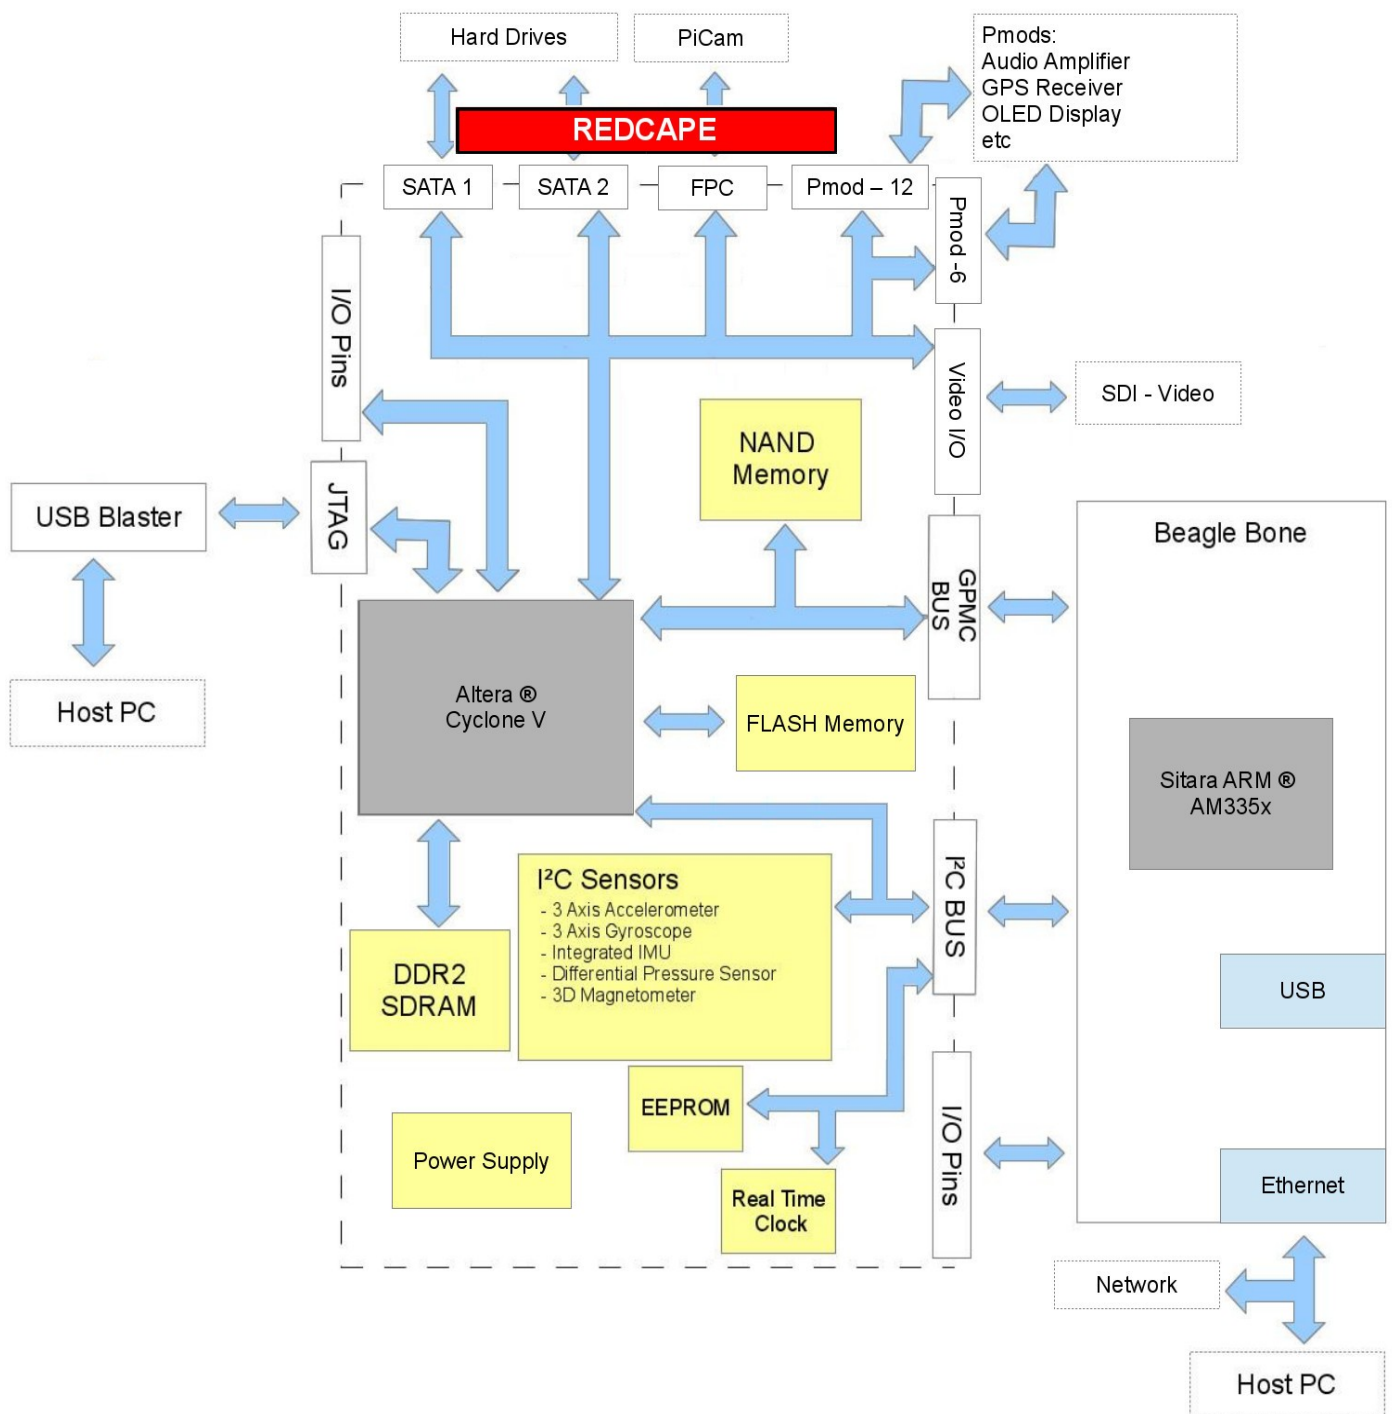 Hard Drives
PiCam
Pmods:
Audio Amplifier
GPS Receiver
OLED Display
etc
REDCAPE
SATA 1
SATA 2
FPC
Pmod – 12
Pmod -6
I/O Pins
Video I/O
SDI - Video
NAND
Memory
JTAG
USB Blaster
Host PC
GPMC
BUS
Beagle Bone
Altera ®
Cyclone V
FLASH Memory
Sitara ARM ®
AM335x
I²C Sensors
- 3 Axis Accelerometer
- 3 Axis Gyroscope
- Integrated IMU
- Differential Pressure Sensor
- 3D Magnetometer
I²C BUS
DDR2
SDRAM
USB
EEPROM
I/O Pins
Power Supply
Real Time
Clock
Ethernet
Network
Host PC